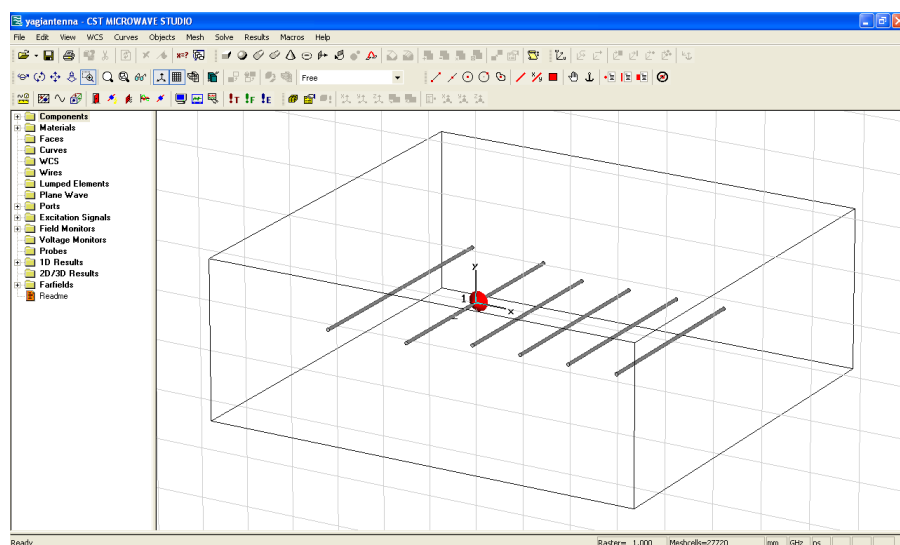 yagiantenna - CST MICROWAVE STUDIO
File Edit View WCS Curves Objects Mesh Solve Results Macros Help
Free
Components
Materials
Faces
Curves
WCS
Wires
Lumped Elements
Plane Wave
Ports
Excitation Signals
Field Monitors
Voltage Monitors
Probes
1D Results
2D/3D Results
Farfields
Readme
y
1
x
Ready Raster= 1.000 Meshcells=27720 mm GHz ns